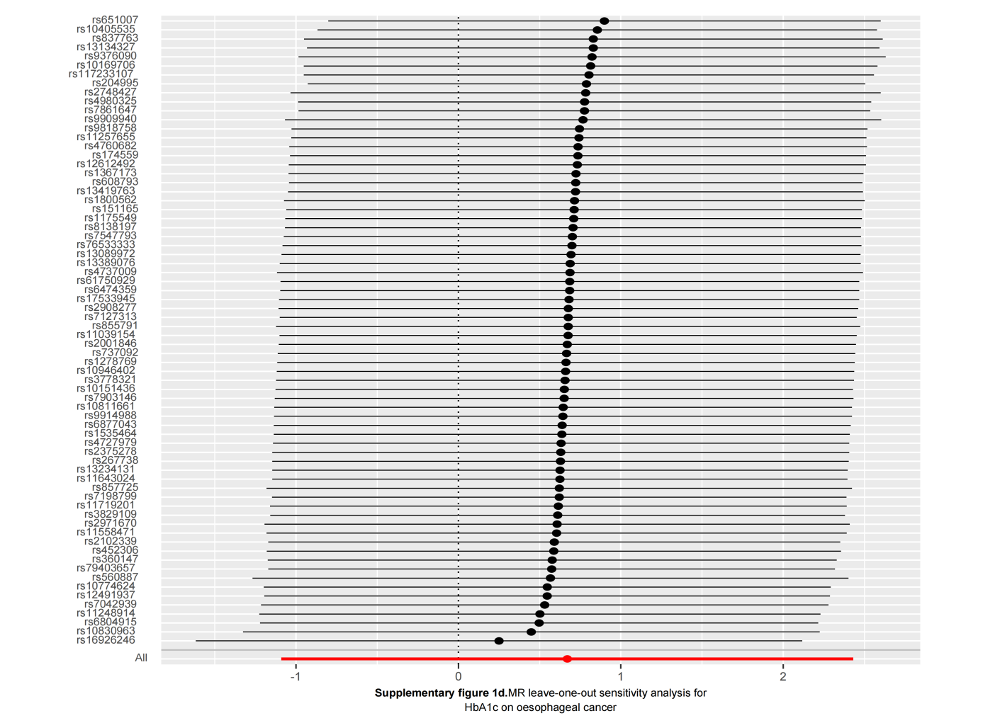 rs651007
rs10405535
rs837763
rs13134327
rs9376090
rs10169706
rs117233107
rs204995
rs2748427
rs4980325
rs7861647
rs9909940
rs9818758
rs11257655
rs4760682
rs174559
rs12612492
rs1367173
rs608793
rs13419763
rs1800562
rs151165
rs1175549
rs8138197
rs7547793
rs76533333
rs13089972
rs13389076
rs4737009
rs61750929
rs6474359
rs17533945
rs2908277
rs7127313
rs855791
rs11039154
rs2001846
rs737092
rs1278769
rs10946402
rs3778321
rs10151436
rs7903146
rs10811661
rs9914988
rs6877043
rs1535464
rs4727979
rs2375278
rs267738
rs13234131
rs11643024
rs857725
rs7198799
rs11719201
rs3829109
rs2971670
rs11558471
rs2102339
rs452306
rs360147
rs79403657
rs560887
rs10774624
rs12491937
rs7042939
rs11248914
rs6804915
rs10830963
rs16926246
All
-1 0 1 2
Supplementary figure 1d.MR leave-one-out sensitivity analysis for
HbA1c on oesophageal cancer